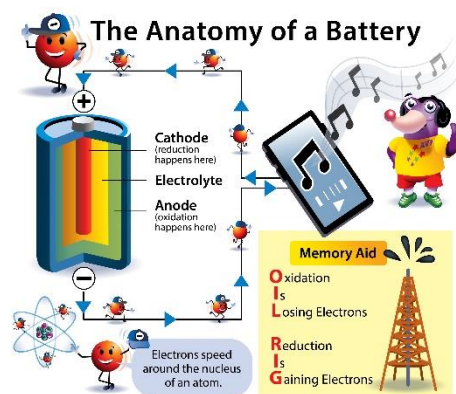 The Anatomy of a Battery
+
Cathode
(reduction
happens here)
Electrolyte
Anode
(oxidation
happens here)
−
Electrons speed
around the nucleus
of an atom.
Memory Aid
Oxidation
Is
Losing Electrons
Reduction
Is
Gaining Electrons